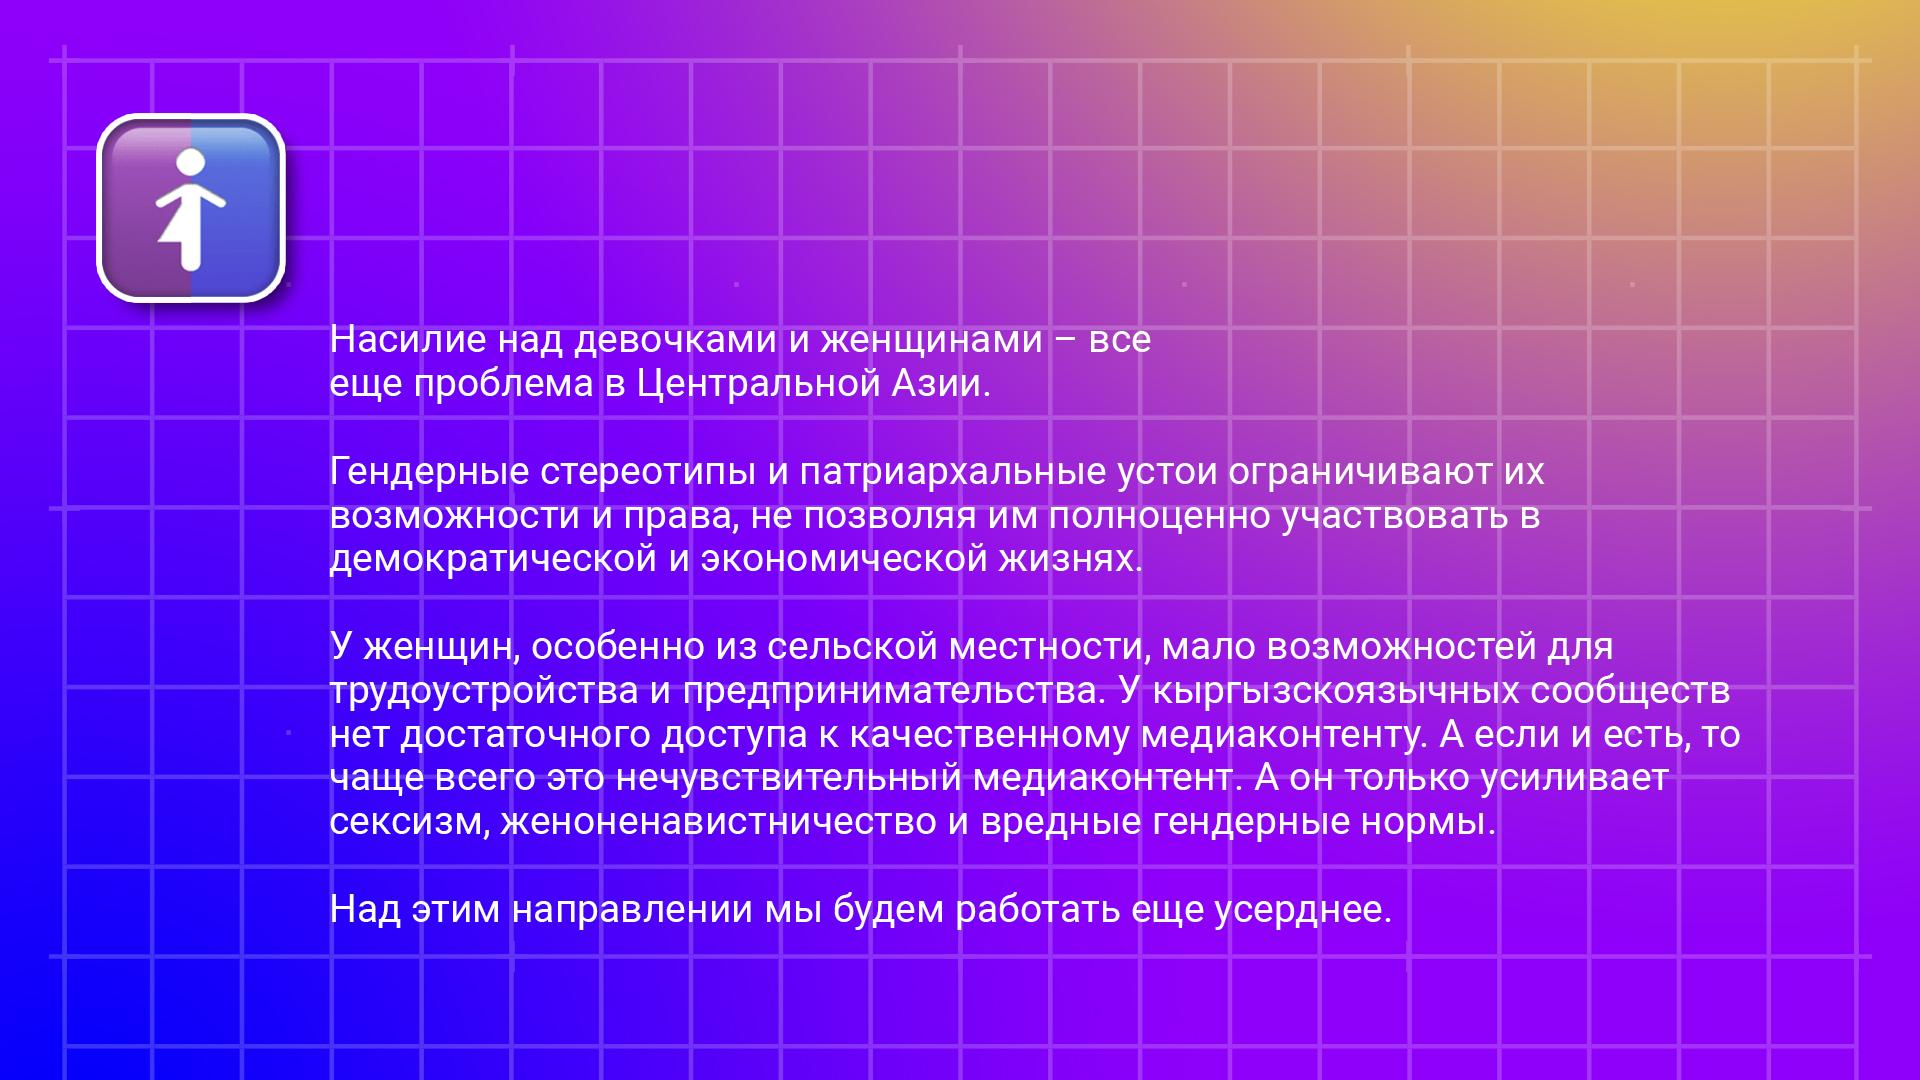 Насилие над девочками и женщинами – все
еще проблема в Центральной Азии.
Гендерные стереотипы и патриархальные устои ограничивают их
возможности и права, не позволяя им полноценно участвовать в
демократической и экономической жизнях.
У женщин, особенно из сельской местности, мало возможностей для
трудоустройства и предпринимательства. У кыргызскоязычных сообществ
нет достаточного доступа к качественному медиаконтенту. А если и есть, то
чаще всего это нечувствительный медиаконтент. А он только усиливает
сексизм, женоненавистничество и вредные гендерные нормы.
Над этим направлении мы будем работать еще усерднее.